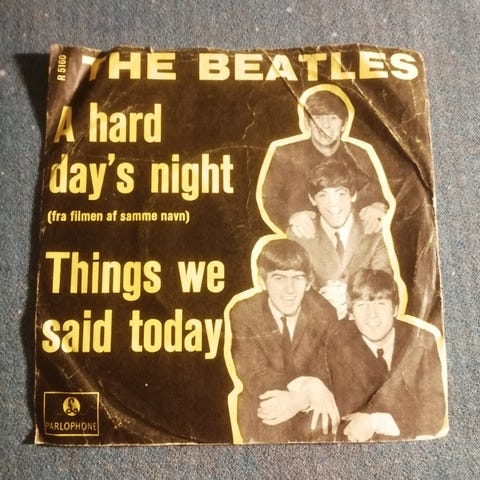 R 5160
THE BEATLES
A hard
day's night
(fra filmen af samme navn)
Things we
said today
PARLOPHONE